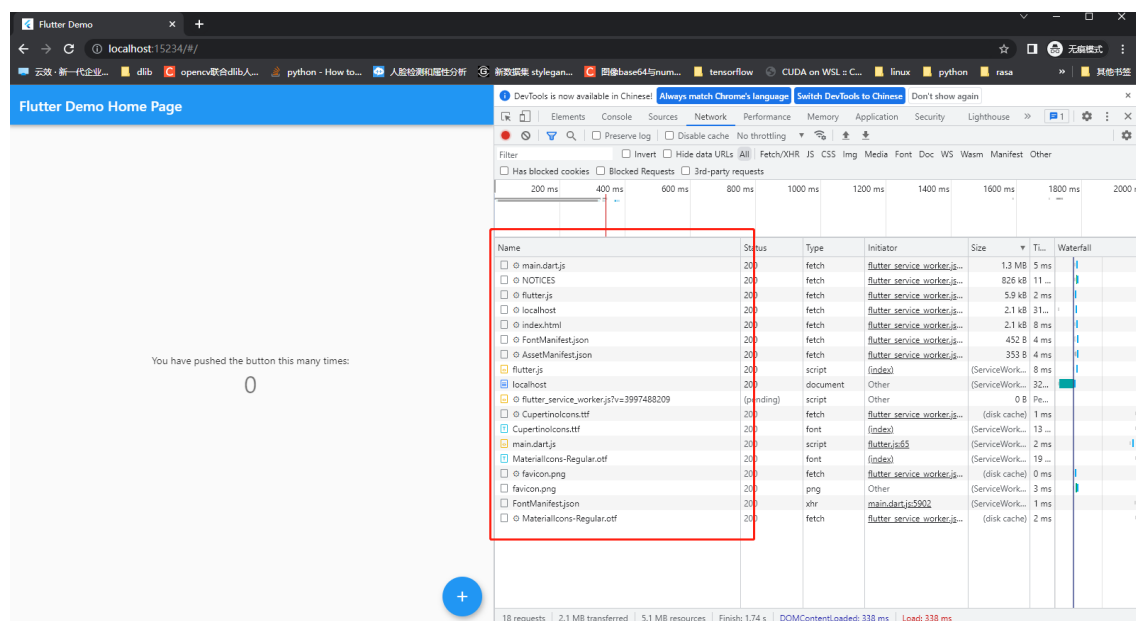 Flutter Demo
localhost:15234/#/
无痕模式
云效·新一代企业... dlib opencv联合dlib人... python - How to... 人脸检测和属性分析 新数据集 stylegan... 图像base64与num... tensorflow CUDA on WSL :: C... linux python rasa » 其他书签
Flutter Demo Home Page
DevTools is now available in Chinese! Always match Chrome's language Switch DevTools to Chinese Don't show again
Elements Console Sources Network Performance Memory Application Security Lighthouse » 1
Preserve log Disable cache No throttling
Filter Invert Hide data URLs All Fetch/XHR JS CSS Img Media Font Doc WS Wasm Manifest Other
Has blocked cookies Blocked Requests 3rd-party requests
200 ms 400 ms 600 ms 800 ms 1000 ms 1200 ms 1400 ms 1600 ms 1800 ms 2000
Name Status Type Initiator Size Ti... Waterfall
main.dart.js 200 fetch flutter_service_worker.js... 1.3 MB 5 ms
NOTICES 200 fetch flutter_service_worker.js... 826 kB 11 ...
flutter.js 200 fetch flutter_service_worker.js... 5.9 kB 2 ms
localhost 200 fetch flutter_service_worker.js... 2.1 kB 31...
index.html 200 fetch flutter_service_worker.js... 2.1 kB 8 ms
FontManifest.json 200 fetch flutter_service_worker.js... 452 B 4 ms
AssetManifest.json 200 fetch flutter_service_worker.js... 353 B 4 ms
flutter.js 200 script (index) (ServiceWork... 8 ms
localhost 200 document Other (ServiceWork... 32...
flutter_service_worker.js?v=3997488209 (pending) script Other 0 B Pe...
CupertinoIcons.ttf 200 fetch flutter_service_worker.js... (disk cache) 1 ms
CupertinoIcons.ttf 200 font (index) (ServiceWork... 13 ...
main.dart.js 200 script flutter.js:65 (ServiceWork... 2 ms
MaterialIcons-Regular.otf 200 font (index) (ServiceWork... 19 ...
favicon.png 200 fetch flutter_service_worker.js... (disk cache) 0 ms
favicon.png 200 png Other (ServiceWork... 3 ms
FontManifest.json 200 xhr main.dart.js:5902 (ServiceWork... 1 ms
MaterialIcons-Regular.otf 200 fetch flutter_service_worker.js... (disk cache) 2 ms
You have pushed the button this many times:
0
18 requests 2.1 MB transferred 5.1 MB resources Finish: 1.74 s DOMContentLoaded: 338 ms Load: 338 ms